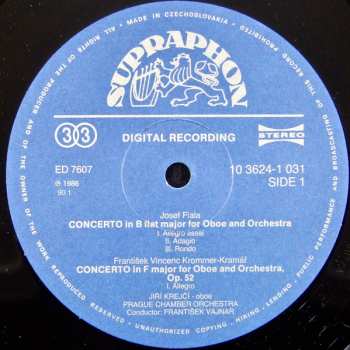 MADE IN CZECHOSLOVAKIA
ALL RIGHTS OF THE PRODUCER AND OF THE OWNER OF THE WORK REPRODUCED RESERVED
UNAUTHORIZED COPYING - HIRING - LENDING - PUBLIC PERFORMANCE AND BROADCASTING OF THIS RECORD PROHIBITED
SUPRAPHON
33
DIGITAL RECORDING
STEREO
ED 7607
10 3624-1 031
℗ 1986
SIDE 1
90.1
Josef Fiala
CONCERTO in B flat major for Oboe and Orchestra
I. Allegro assai
II. Adagio
III. Rondo
František Vincenc Krommer-Kramář
CONCERTO in F major for Oboe and Orchestra,
Op. 52
I. Allegro
JIŘÍ KREJČÍ - oboe
PRAGUE CHAMBER ORCHESTRA
Conductor: FRANTIŠEK VAJNAR